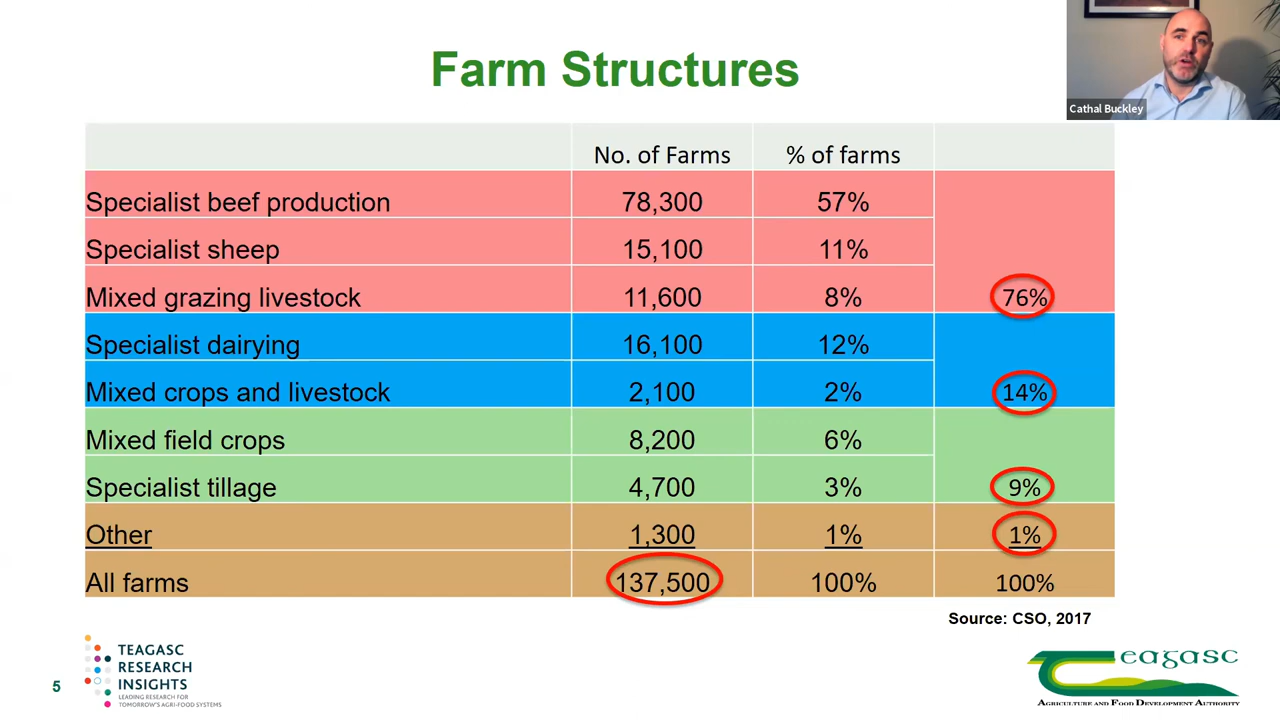 Farm Structures
Cathal Buckley
No. of Farms % of farms
Specialist beef production 78,300 57%
Specialist sheep 15,100 11%
Mixed grazing livestock 11,600 8% 76%
Specialist dairying 16,100 12%
Mixed crops and livestock 2,100 2% 14%
Mixed field crops 8,200 6%
Specialist tillage 4,700 3% 9%
Other 1,300 1% 1%
All farms 137,500 100% 100%
Source: CSO, 2017
5
TEAGASC
RESEARCH
INSIGHTS
LEADING RESEARCH FOR
TOMORROW'S AGRI-FOOD SYSTEMS
eagasc
AGRICULTURE AND FOOD DEVELOPMENT AUTHORITY